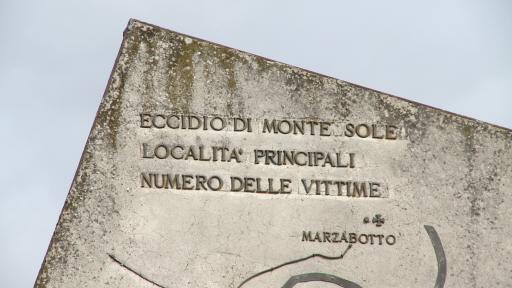 ECCIDIO DI MONTE SOLE
LOCALITA' PRINCIPALI
NUMERO DELLE VITTIME
MARZABOTTO